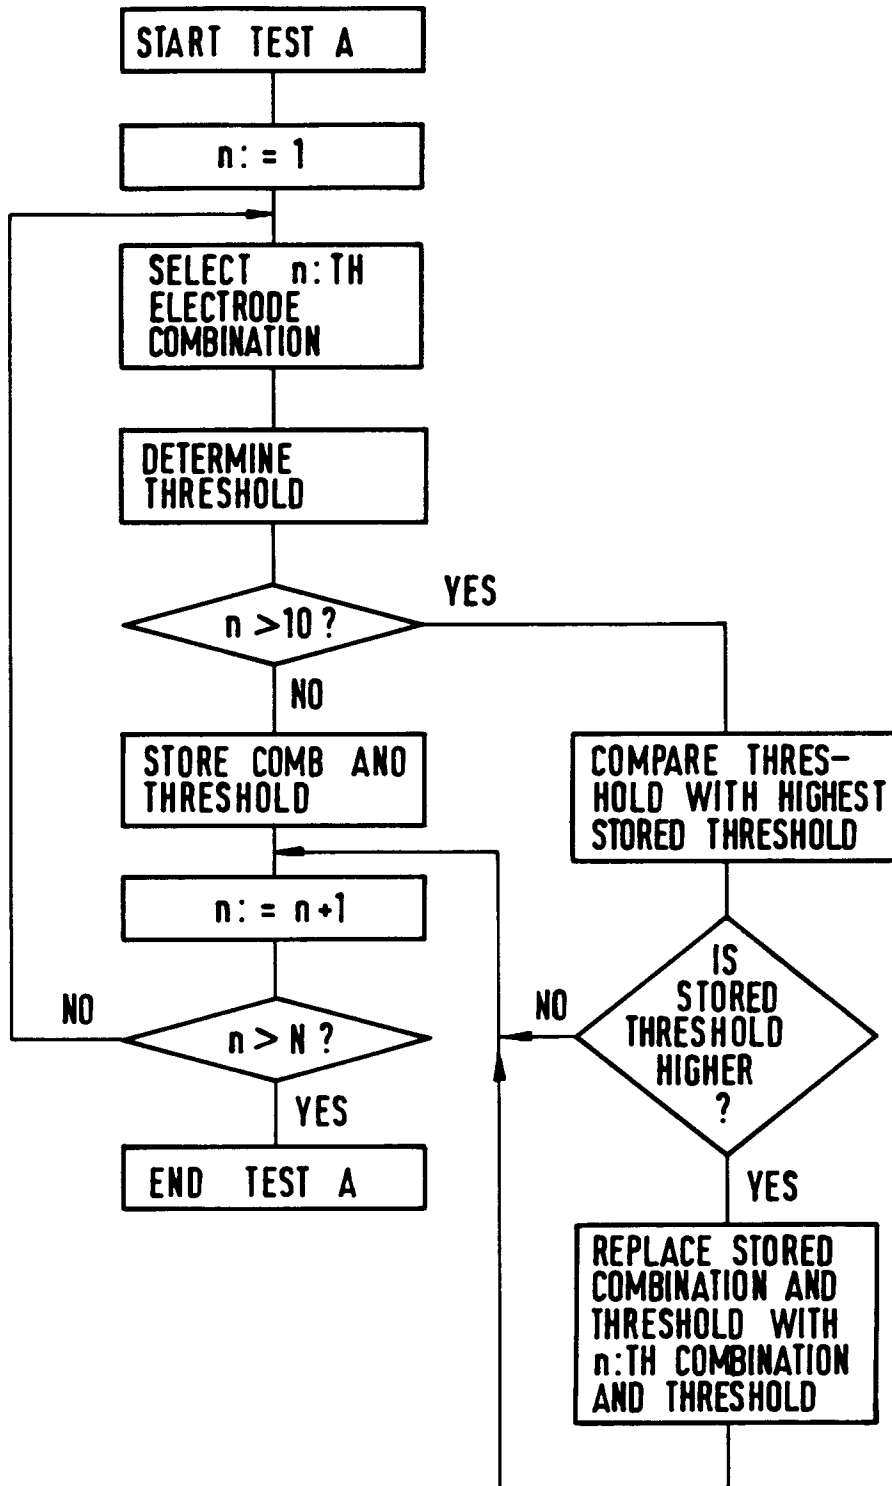 START TEST A
n: = 1
SELECT n:TH
ELECTRODE
COMBINATION
DETERMINE
THRESHOLD
n >10 ?
YES
NO
STORE COMB ANO
THRESHOLD
COMPARE THRES-
HOLD WITH HIGHEST
STORED THRESHOLD
n: = n+1
IS
STORED
THRESHOLD
HIGHER
?
NO
NO
n > N ?
YES
END TEST A
YES
REPLACE STORED
COMBINATION AND
THRESHOLD WITH
n:TH COMBINATION
AND THRESHOLD